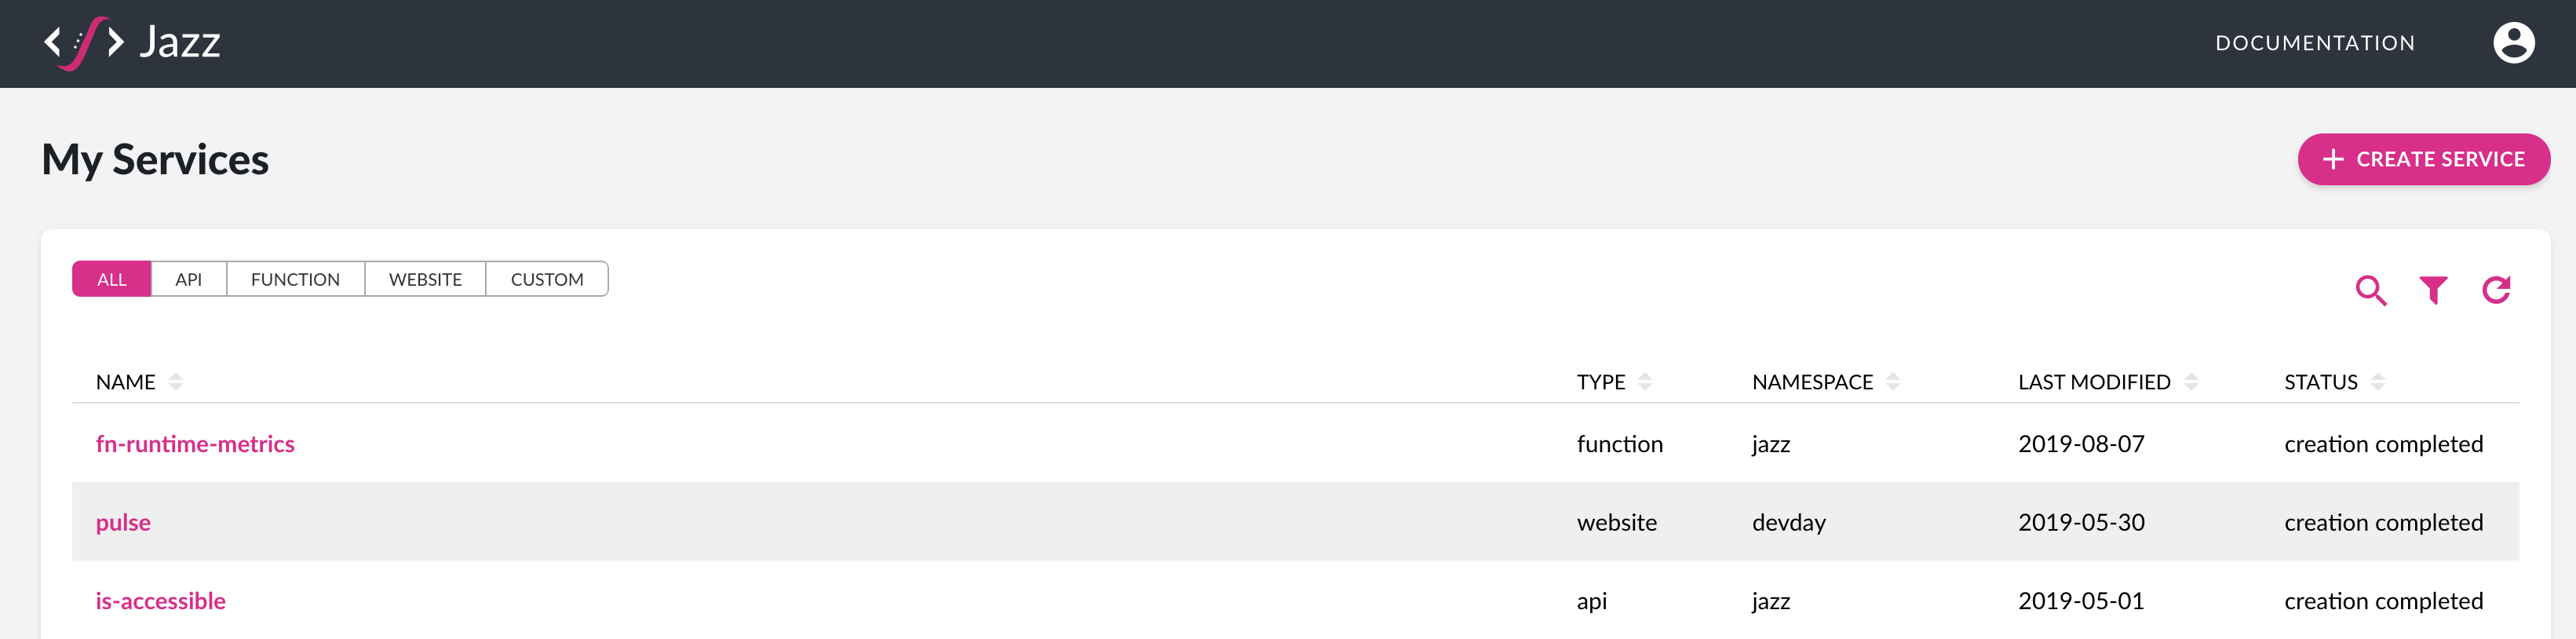 Jazz DOCUMENTATION
My Services + CREATE SERVICE
ALL API FUNCTION WEBSITE CUSTOM
NAME TYPE NAMESPACE LAST MODIFIED STATUS
fn-runtime-metrics function jazz 2019-08-07 creation completed
pulse website devday 2019-05-30 creation completed
is-accessible api jazz 2019-05-01 creation completed